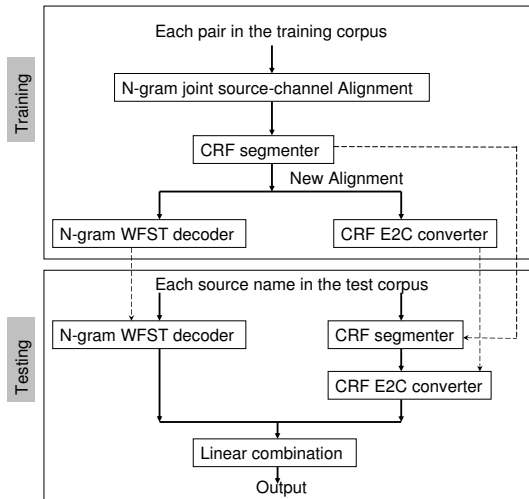 Training
Each pair in the training corpus
N-gram joint source-channel Alignment
CRF segmenter
New Alignment
N-gram WFST decoder
CRF E2C converter
Testing
Each source name in the test corpus
N-gram WFST decoder
CRF segmenter
CRF E2C converter
Linear combination
Output